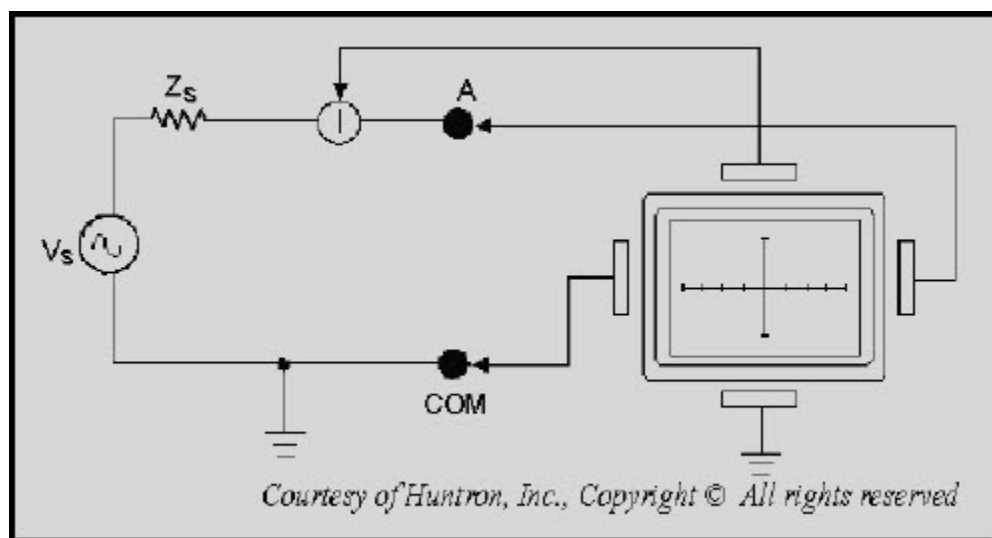 Zs
I
A
Vs
COM
Courtesy of Huntron, Inc., Copyright © All rights reserved